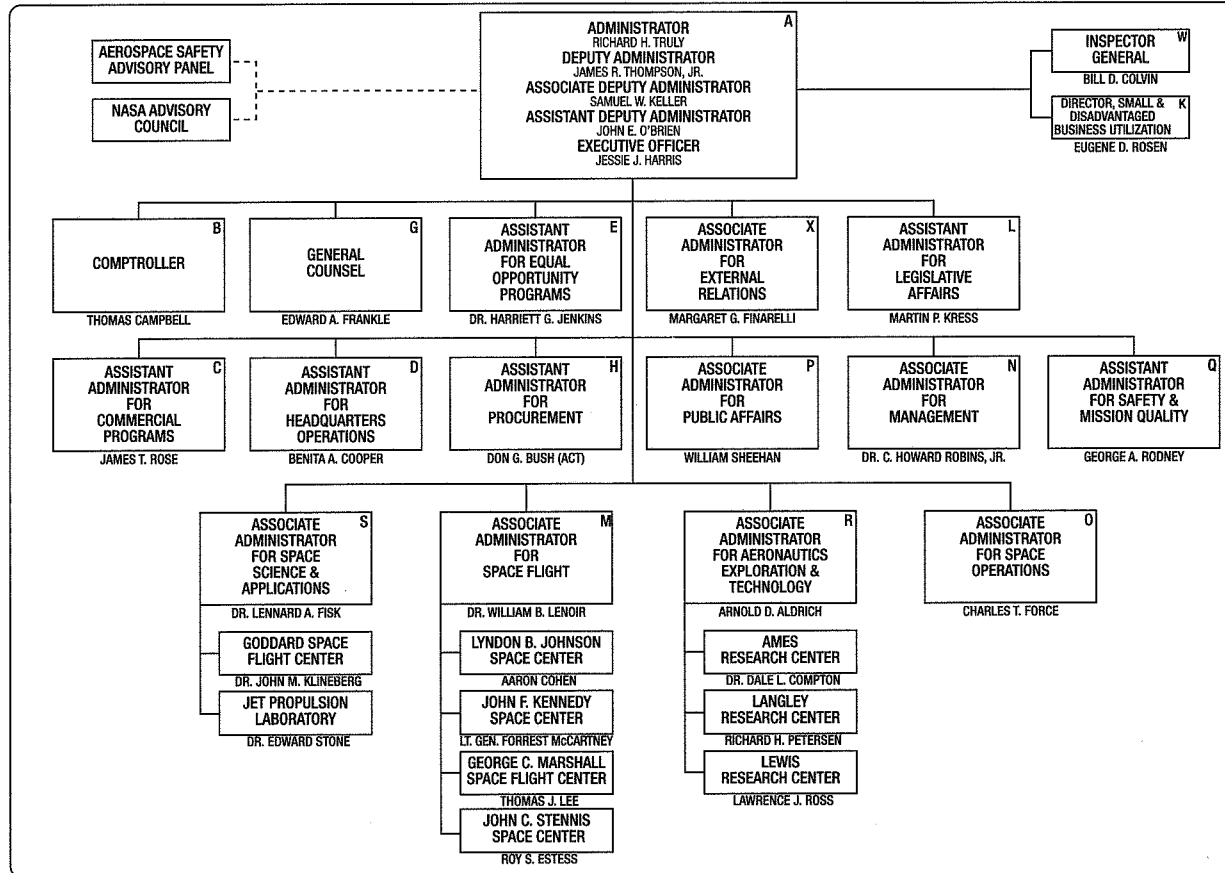 A
ADMINISTRATOR
RICHARD H. TRULY
DEPUTY ADMINISTRATOR
JAMES R. THOMPSON, JR.
ASSOCIATE DEPUTY ADMINISTRATOR
SAMUEL W. KELLER
ASSISTANT DEPUTY ADMINISTRATOR
JOHN E. O'BRIEN
EXECUTIVE OFFICER
JESSIE J. HARRIS
AEROSPACE SAFETY
ADVISORY PANEL
NASA ADVISORY
COUNCIL
W
INSPECTOR
GENERAL
BILL D. COLVIN
K
DIRECTOR, SMALL &
DISADVANTAGED
BUSINESS UTILIZATION
EUGENE D. ROSEN
B
COMPTROLLER
THOMAS CAMPBELL
G
GENERAL
COUNSEL
EDWARD A. FRANKLE
E
ASSISTANT
ADMINISTRATOR
FOR EQUAL
OPPORTUNITY
PROGRAMS
DR. HARRIETT G. JENKINS
X
ASSOCIATE
ADMINISTRATOR
FOR
EXTERNAL
RELATIONS
MARGARET G. FINARELLI
L
ASSISTANT
ADMINISTRATOR
FOR
LEGISLATIVE
AFFAIRS
MARTIN P. KRESS
C
ASSISTANT
ADMINISTRATOR
FOR
COMMERCIAL
PROGRAMS
JAMES T. ROSE
D
ASSISTANT
ADMINISTRATOR
FOR
HEADQUARTERS
OPERATIONS
BENITA A. COOPER
H
ASSISTANT
ADMINISTRATOR
FOR
PROCUREMENT
DON G. BUSH (ACT)
P
ASSOCIATE
ADMINISTRATOR
FOR
PUBLIC AFFAIRS
WILLIAM SHEEHAN
N
ASSOCIATE
ADMINISTRATOR
FOR
MANAGEMENT
DR. C. HOWARD ROBINS, JR.
Q
ASSISTANT
ADMINISTRATOR
FOR SAFETY &
MISSION QUALITY
GEORGE A. RODNEY
S
ASSOCIATE
ADMINISTRATOR
FOR SPACE
SCIENCE &
APPLICATIONS
DR. LENNARD A. FISK
GODDARD SPACE
FLIGHT CENTER
DR. JOHN M. KLINEBERG
JET PROPULSION
LABORATORY
DR. EDWARD STONE
M
ASSOCIATE
ADMINISTRATOR
FOR
SPACE FLIGHT
DR. WILLIAM B. LENOIR
LYNDON B. JOHNSON
SPACE CENTER
AARON COHEN
JOHN F. KENNEDY
SPACE CENTER
LT. GEN. FORREST McCARTNEY
GEORGE C. MARSHALL
SPACE FLIGHT CENTER
THOMAS J. LEE
JOHN C. STENNIS
SPACE CENTER
ROY S. ESTESS
R
ASSOCIATE
ADMINISTRATOR
FOR AERONAUTICS
EXPLORATION &
TECHNOLOGY
ARNOLD D. ALDRICH
AMES
RESEARCH CENTER
DR. DALE L. COMPTON
LANGLEY
RESEARCH CENTER
RICHARD H. PETERSEN
LEWIS
RESEARCH CENTER
LAWRENCE J. ROSS
O
ASSOCIATE
ADMINISTRATOR
FOR SPACE
OPERATIONS
CHARLES T. FORCE